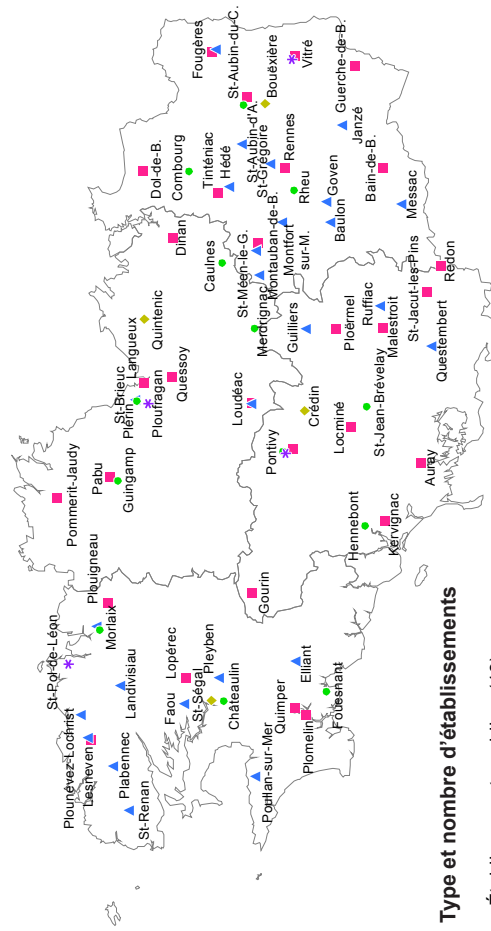 St-Pol-de-Léon
Plounévez-Lochrist
Lesneven
Plabennec
St-Renan
Landivisiau
Morlaix
Plouigneau
Pommerit-Jaudy
Pabu
Guingamp
St-Brieuc
Plérin
Langueux
Ploufragan
Quessoy
Quintenic
Dinan
Caulnes
Dol-de-B.
Combourg
Tinténiac
Hédé
Fougères
St-Aubin-du-C.
St-Aubin-d'A.
Bouëxière
St-Grégoire
Vitré
Rennes
Rheu
Guerche-de-B.
Janzé
Goven
Baulon
Bain-de-B.
Messac
Montauban-de-B.
Montfort
sur-M.
St-Méen-le-G.
Merdrignac
Loudéac
Faou
Lopérec
Pleyben
St-Ségal
Châteaulin
Poullan-sur-Mer
Quimper
Plomelin
Elliant
Fouesnant
Gourin
Pontivy
Crédin
Guilliers
Ploërmel
Ruffiac
Malestroit
Locminé
St-Jean-Brévelay
Hennebont
Kervignac
Auray
Questembert
St-Jacut-les-Pins
Redon
Type et nombre d'établissements